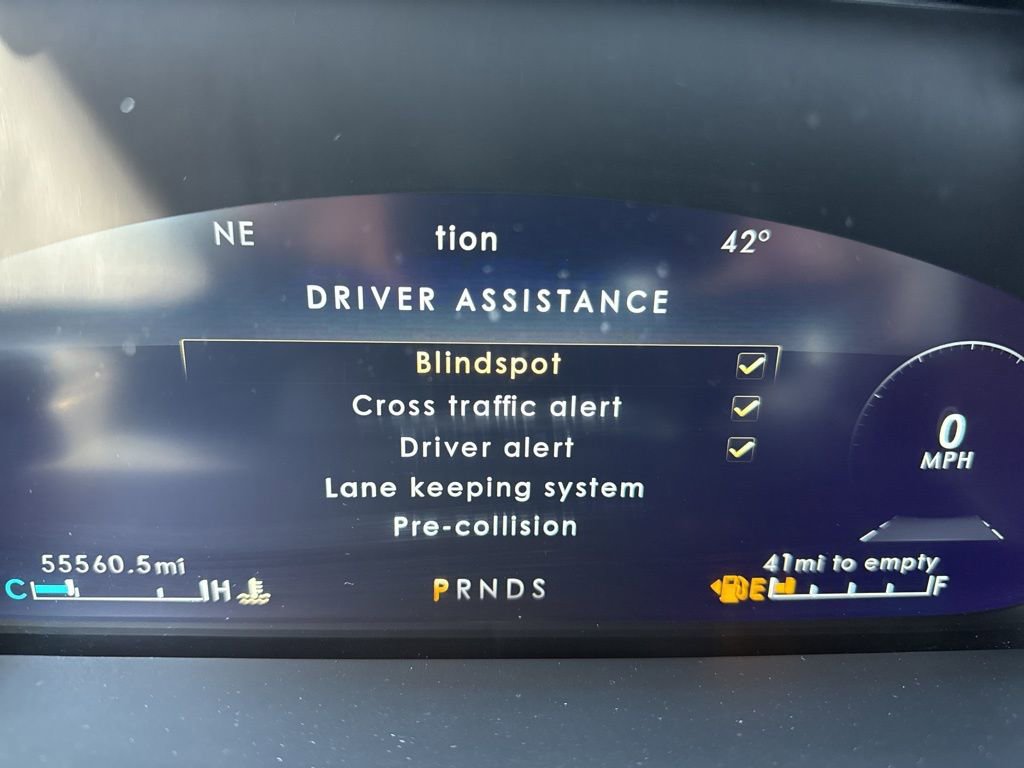 NE tion 42°
DRIVER ASSISTANCE
Blindspot
Cross traffic alert
Driver alert
Lane keeping system
Pre-collision
55560.5mi
C H
PRNDS
0
MPH
41mi to empty
E F